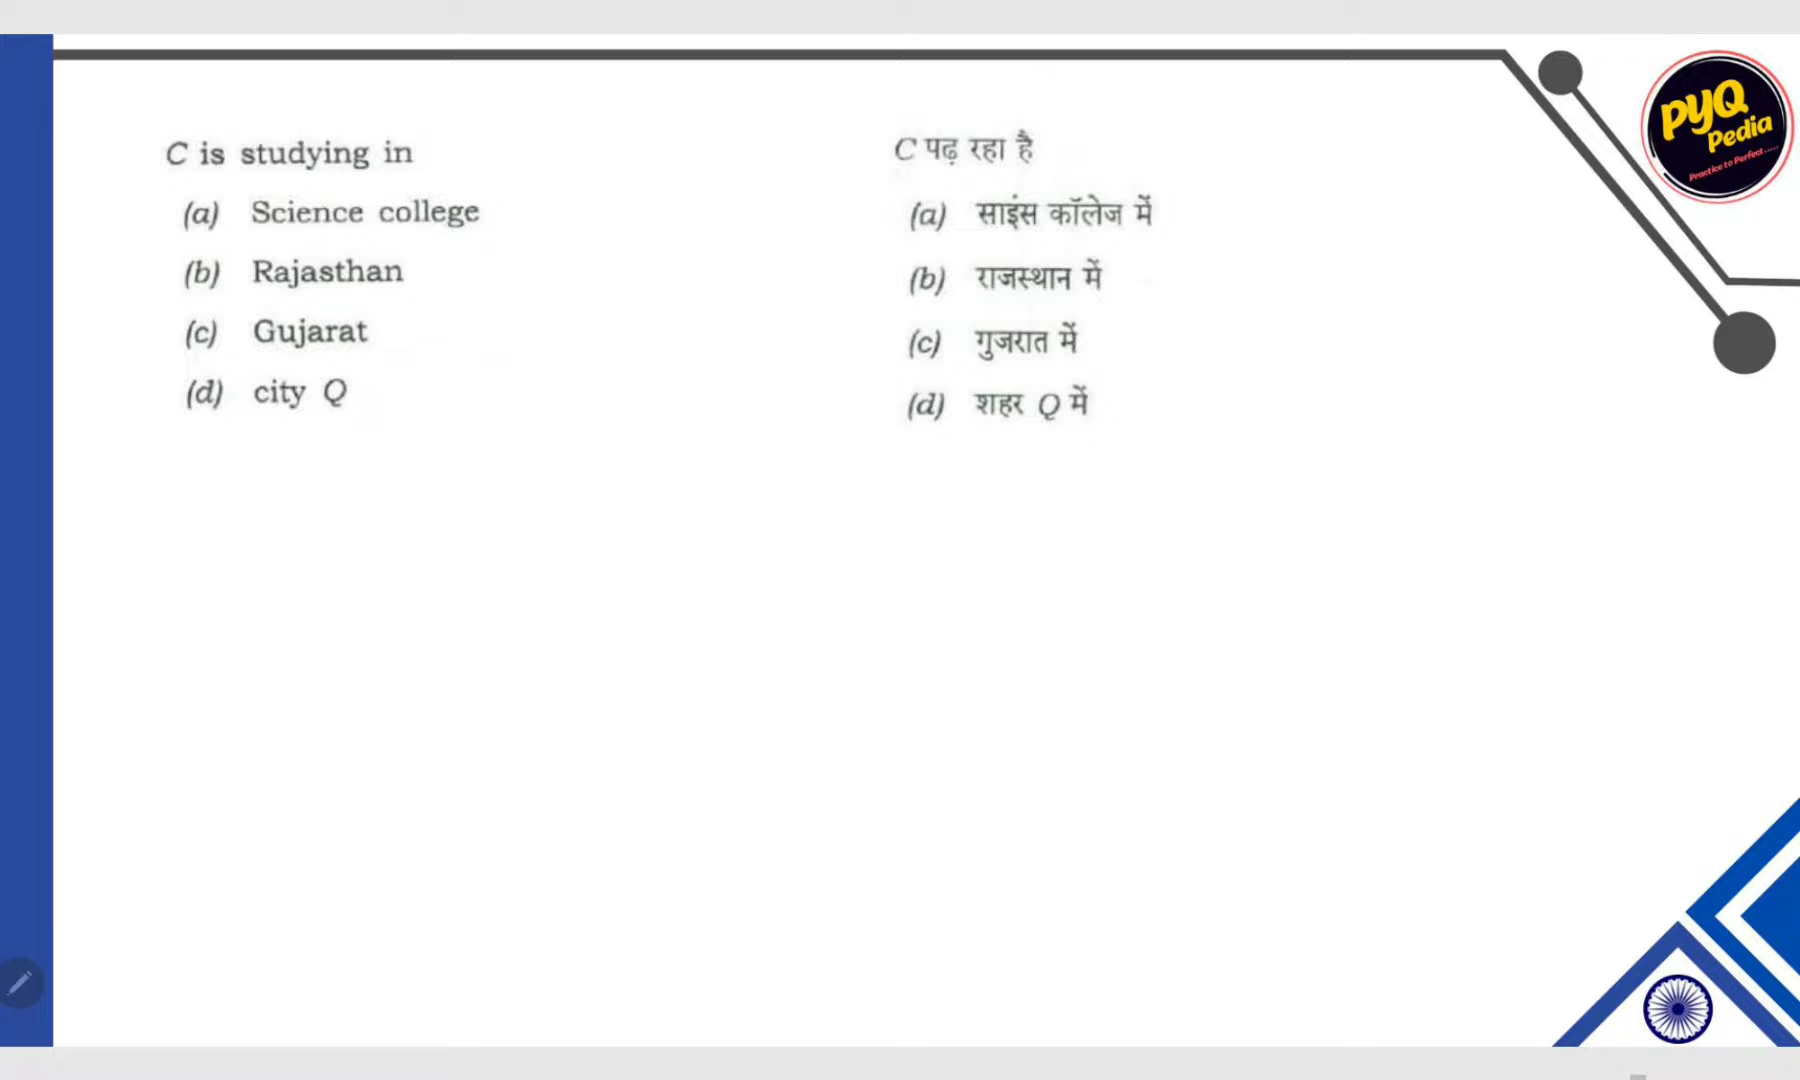 C is studying in
(a) Science college
(b) Rajasthan
(c) Gujarat
(d) city Q
C पढ़ रहा है
(a) साइंस कॉलेज में
(b) राजस्थान में
(c) गुजरात में
(d) शहर Q में
PYQ
Pedia
Practice to Perfect.....